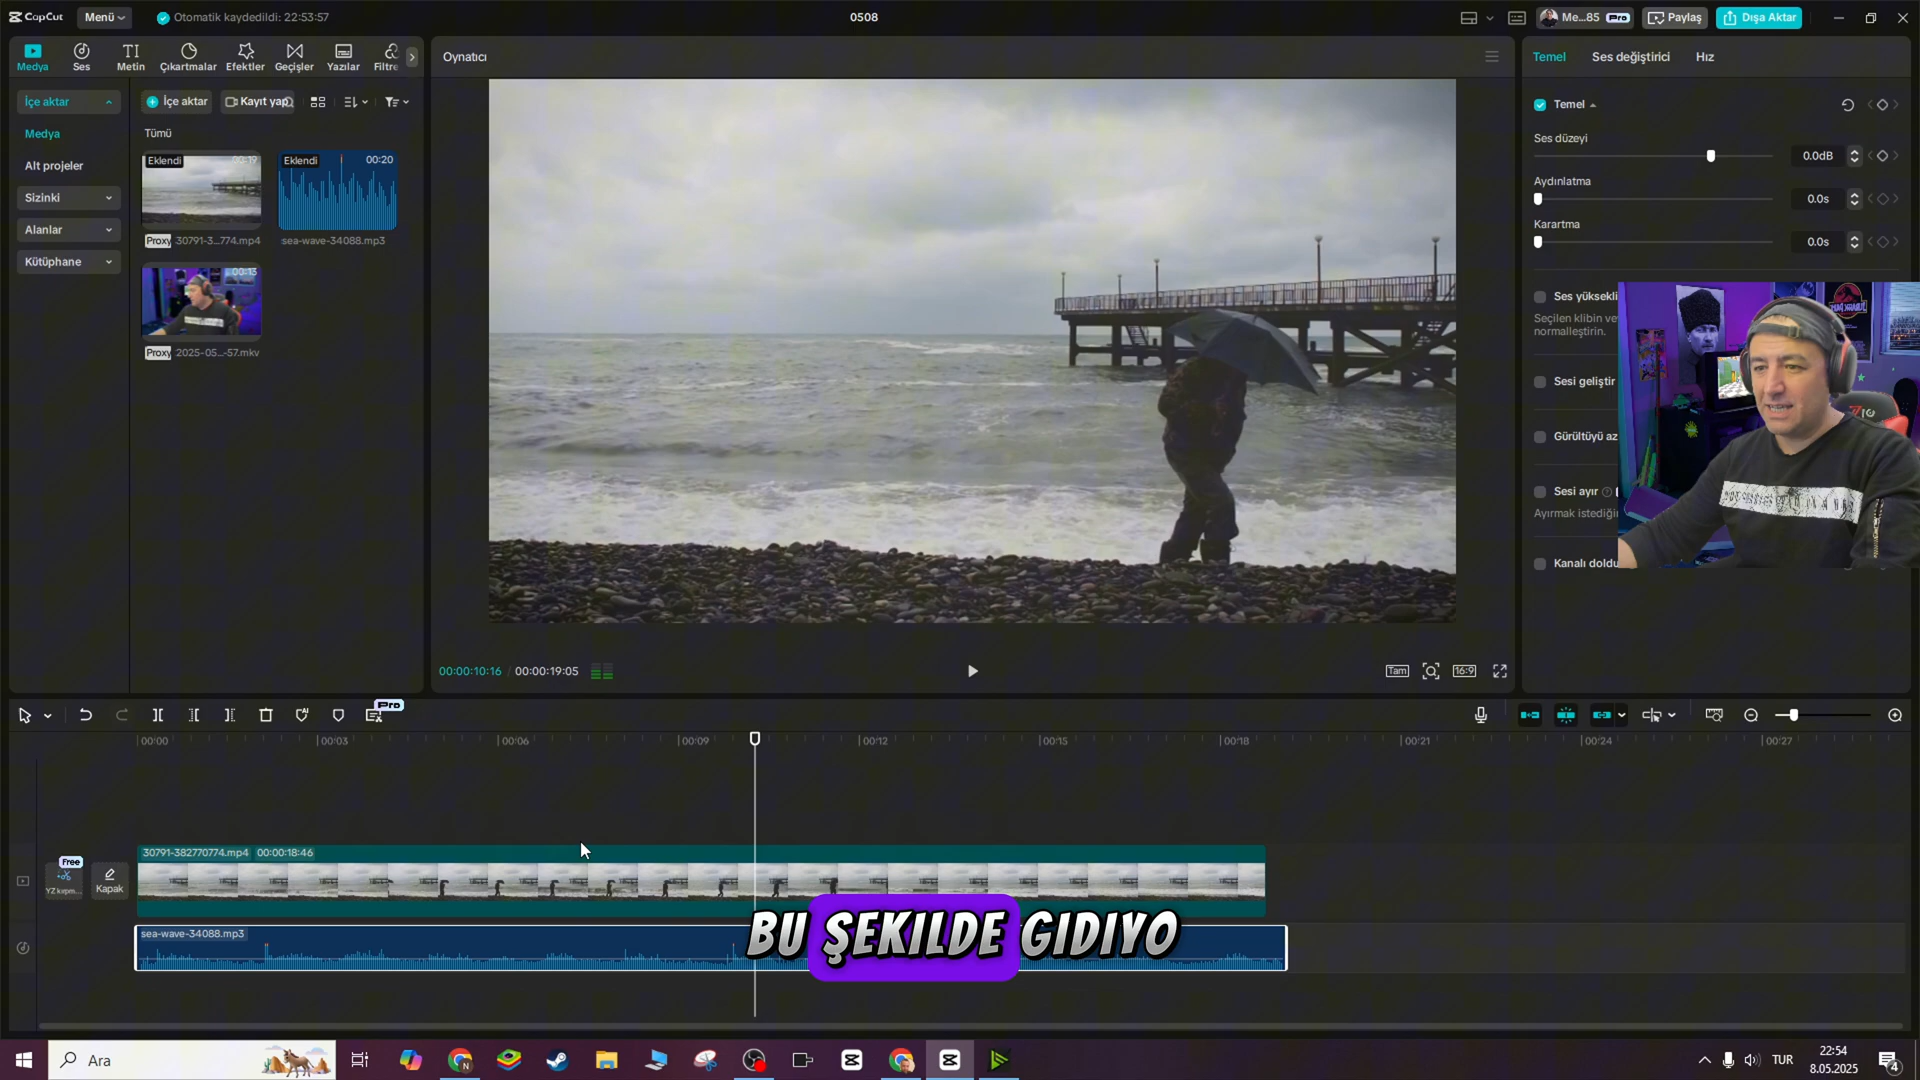 CapCut
Menü
Otomatik kaydedildi: 22:53:57
0508
Me...85
Pro
Paylaş
Dışa Aktar
Medya
Ses
Metin
Çıkartmalar
Efektler
Geçişler
Yazılar
Filtre
Oynatıcı
Temel
Ses değiştirici
Hız
İçe aktar
Medya
Alt projeler
Sizinki
Alanlar
Kütüphane
İçe aktar
Kayıt yap
Tümü
Eklendi
00:19
Proxy
30791-3...774.mp4
Eklendi
00:20
sea-wave-34088.mp3
00:13
Proxy
2025-05...-57.mkv
Temel
Ses düzeyi
0.0dB
Aydınlatma
0.0s
Karartma
0.0s
Ses yüksekli
Seçilen klibin ve
normalleştirin.
Sesi geliştir
Gürültüyü az
Sesi ayır
Ayırmak istediğin
Kanalı doldu
00:00:10:16 / 00:00:19:05
Tam
16:9
Pro
00:00
00:03
00:06
00:09
00:12
00:15
00:18
00:21
00:24
00:27
Free
YZ kırpm...
Kapak
30791-382770774.mp4 00:00:18:46
sea-wave-34088.mp3
BU ŞEKILDE GIDIYO
Ara
TUR
22:54
8.05.2025
4